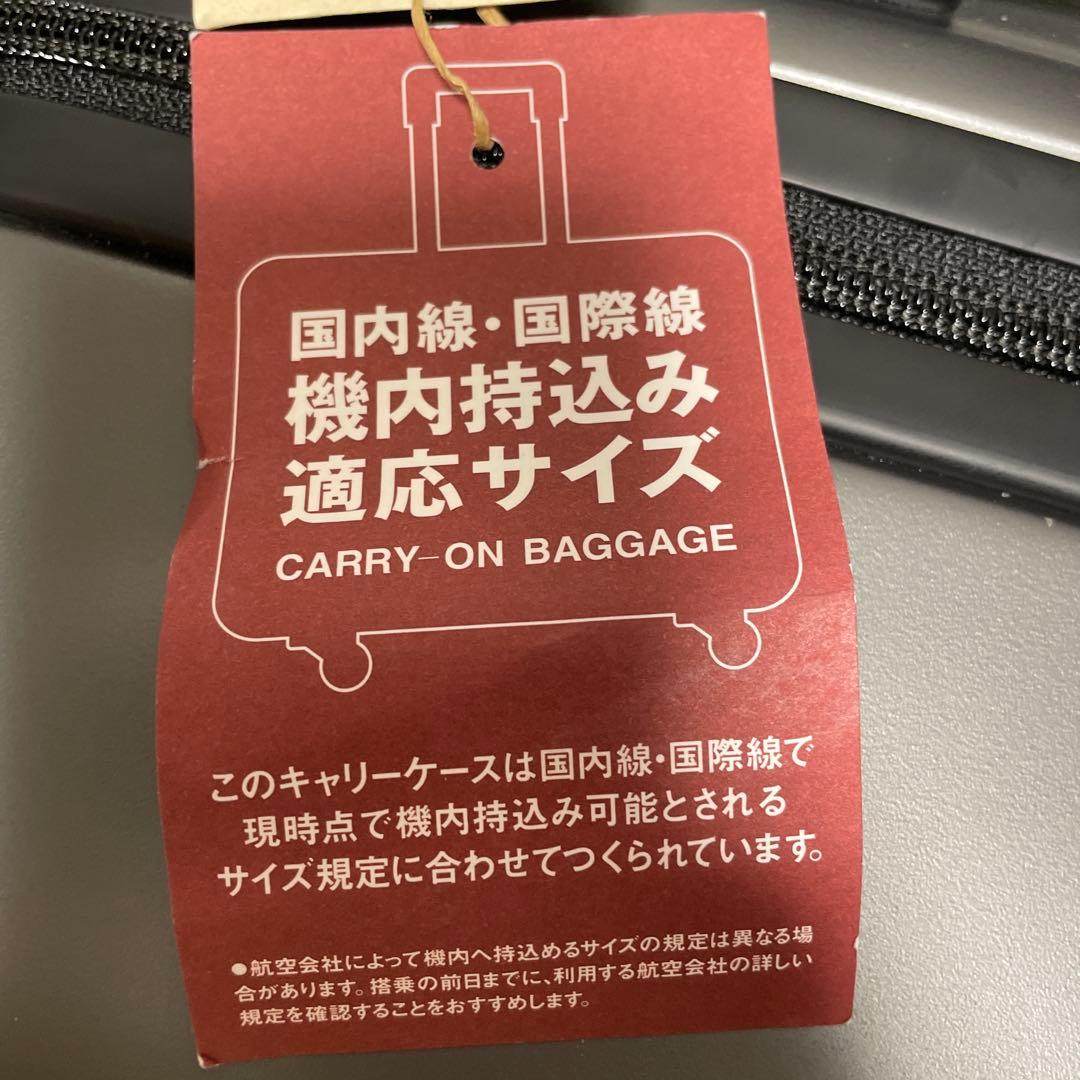 国内線・国際線
機内持込み
適応サイズ
CARRY-ON BAGGAGE
このキャリーケースは国内線・国際線で
現時点で機内持込み可能とされる
サイズ規定に合わせてつくられています。
●航空会社によって機内へ持込めるサイズの規定は異なる場
合があります。搭乗の前日までに、利用する航空会社の詳しい
規定を確認することをおすすめします。